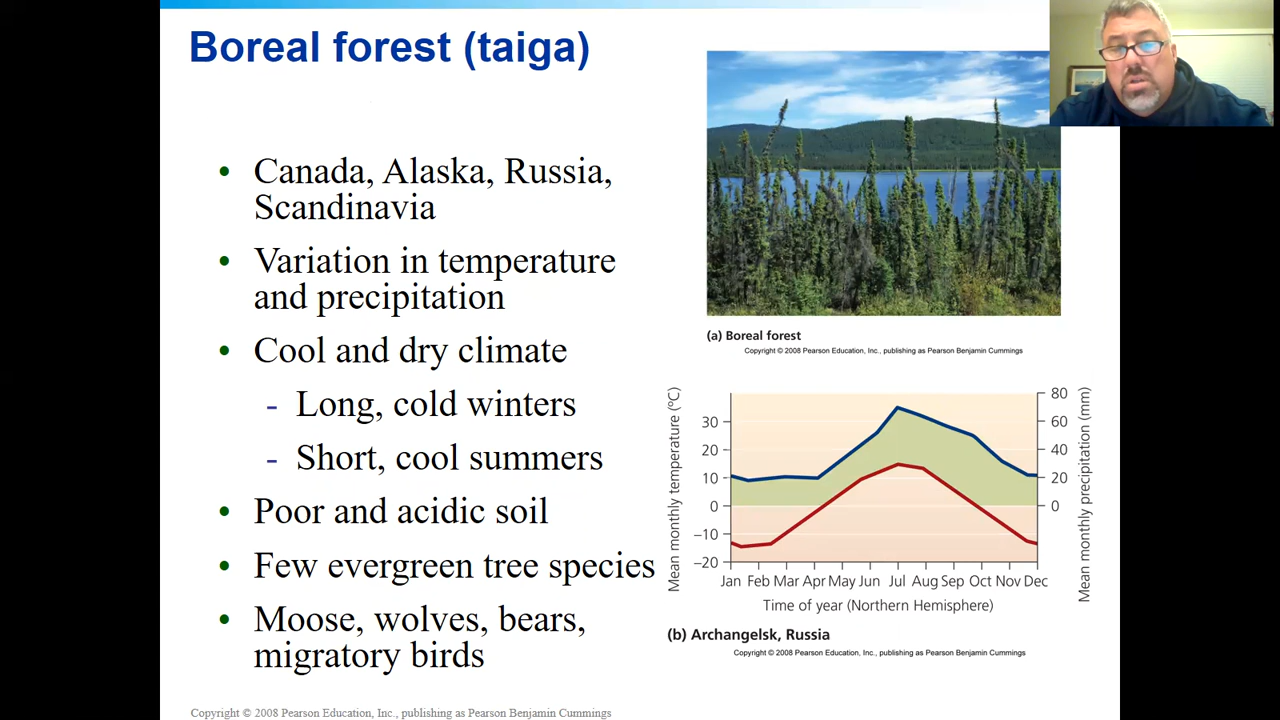 Boreal forest (taiga)
• Canada, Alaska, Russia,
Scandinavia
• Variation in temperature
and precipitation
• Cool and dry climate
- Long, cold winters
- Short, cool summers
• Poor and acidic soil
• Few evergreen tree species
• Moose, wolves, bears,
migratory birds
(a) Boreal forest
Copyright © 2008 Pearson Education, Inc., publishing as Pearson Benjamin Cummings
Mean monthly temperature (ºC)
30
20
10
0
−10
−20
80
60
40
20
0
Mean monthly precipitation (mm)
Jan Feb Mar Apr May Jun Jul Aug Sep Oct Nov Dec
Time of year (Northern Hemisphere)
(b) Archangelsk, Russia
Copyright © 2008 Pearson Education, Inc., publishing as Pearson Benjamin Cummings
Copyright © 2008 Pearson Education, Inc., publishing as Pearson Benjamin Cummings